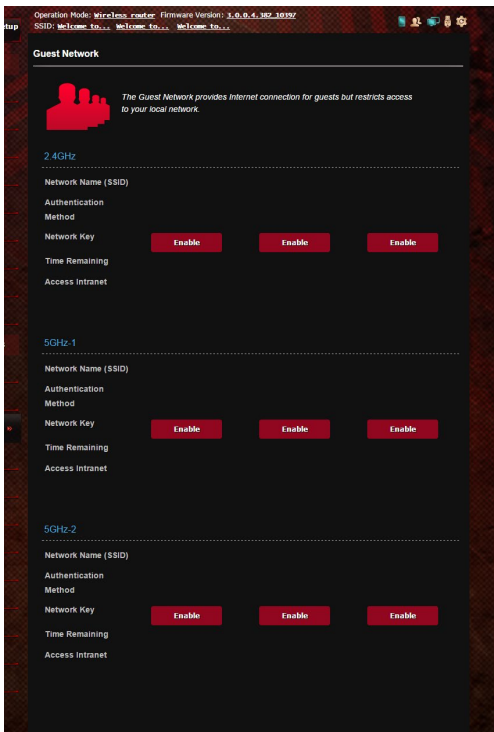 Operation Mode: Wireless router Firmware Version: 3.0.0.4.382_10397
SSID: Welcome to... Welcome to... Welcome to...
Guest Network
The Guest Network provides Internet connection for guests but restricts access
to your local network.
2.4GHz
Network Name (SSID)
Authentication
Method
Network Key Enable Enable Enable
Time Remaining
Access Intranet
5GHz-1
Network Name (SSID)
Authentication
Method
Network Key Enable Enable Enable
Time Remaining
Access Intranet
5GHz-2
Network Name (SSID)
Authentication
Method
Network Key Enable Enable Enable
Time Remaining
Access Intranet